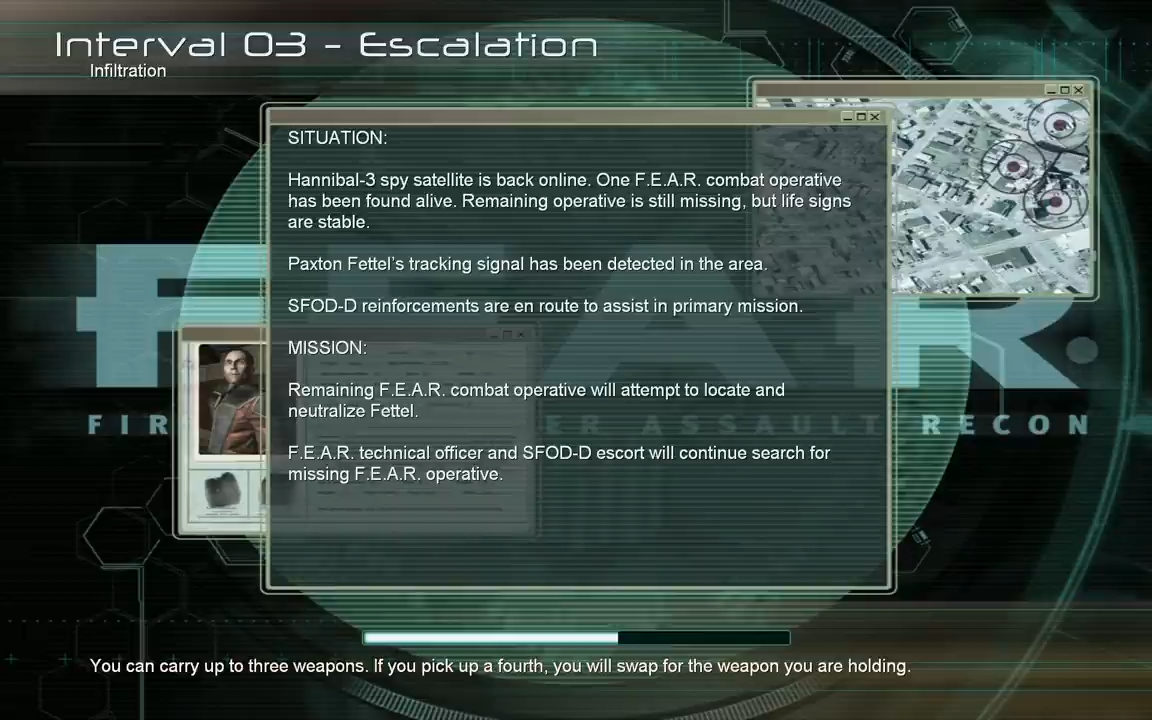 Interval 03 - Escalation
Infiltration
SITUATION:
Hannibal-3 spy satellite is back online. One F.E.A.R. combat operative
has been found alive. Remaining operative is still missing, but life signs
are stable.
Paxton Fettel's tracking signal has been detected in the area.
SFOD-D reinforcements are en route to assist in primary mission.
MISSION:
Remaining F.E.A.R. combat operative will attempt to locate and
neutralize Fettel.
F.E.A.R. technical officer and SFOD-D escort will continue search for
missing F.E.A.R. operative.
F.E.A.R.
ASSAULT RECON
You can carry up to three weapons. If you pick up a fourth, you will swap for the weapon you are holding.